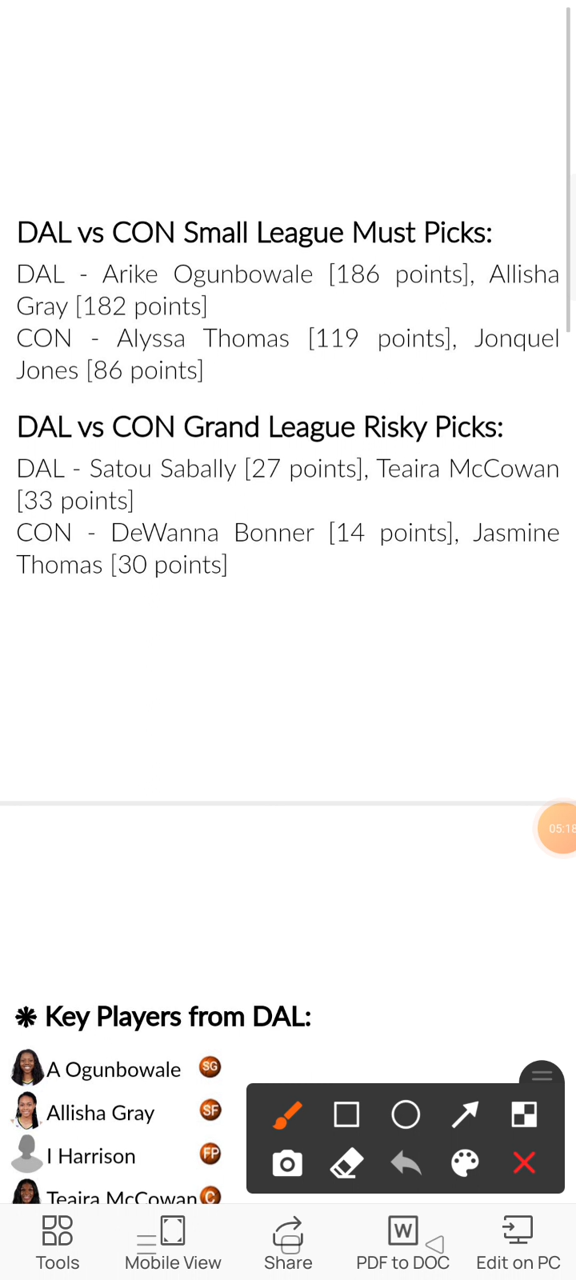 DAL vs CON Small League Must Picks:
DAL - Arike Ogunbowale [186 points], Allisha
Gray [182 points]
CON - Alyssa Thomas [119 points], Jonquel
Jones [86 points]
DAL vs CON Grand League Risky Picks:
DAL - Satou Sabally [27 points], Teaira McCowan
[33 points]
CON - DeWanna Bonner [14 points], Jasmine
Thomas [30 points]
05:18
✱ Key Players from DAL:
A Ogunbowale SG
Allisha Gray SF
I Harrison FP
Teaira McCowan C
W
Tools Mobile View Share PDF to DOC Edit on PC